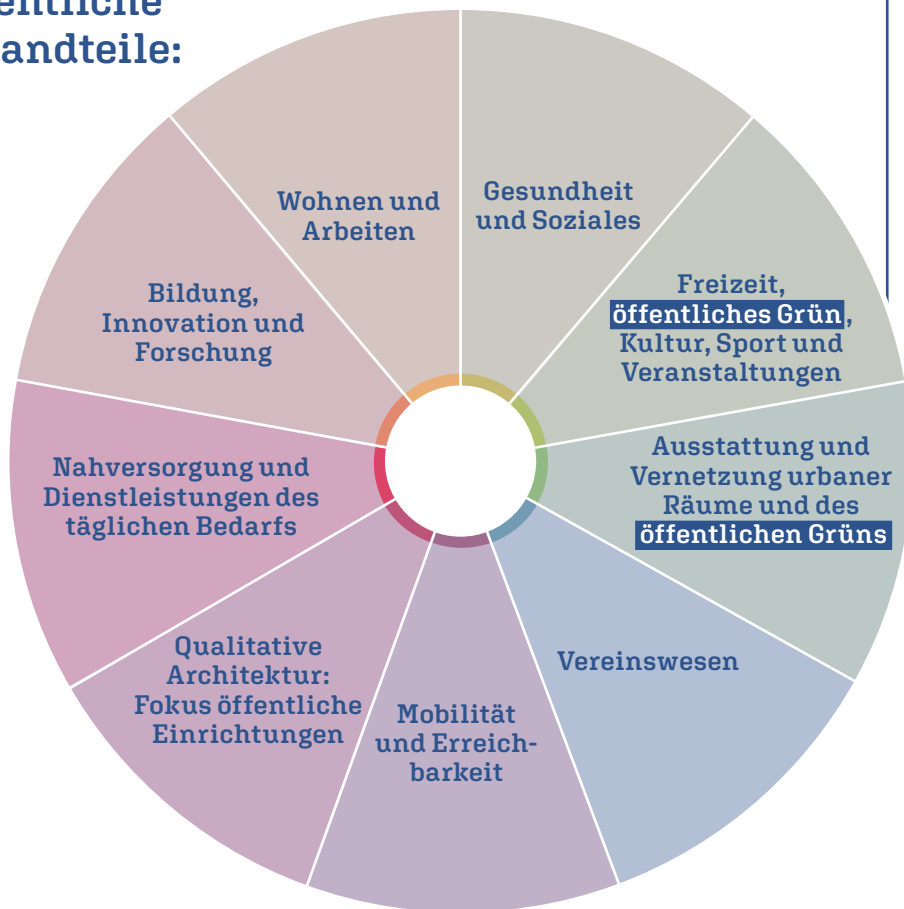 entliche
andteile:
Wohnen und
Arbeiten
Gesundheit
und Soziales
Freizeit,
öffentliches Grün,
Kultur, Sport und
Veranstaltungen
Ausstattung und
Vernetzung urbaner
Räume und des
öffentlichen Grüns
Vereinswesen
Mobilität
und Erreich-
barkeit
Qualitative
Architektur:
Fokus öffentliche
Einrichtungen
Nahversorgung und
Dienstleistungen des
täglichen Bedarfs
Bildung,
Innovation und
Forschung